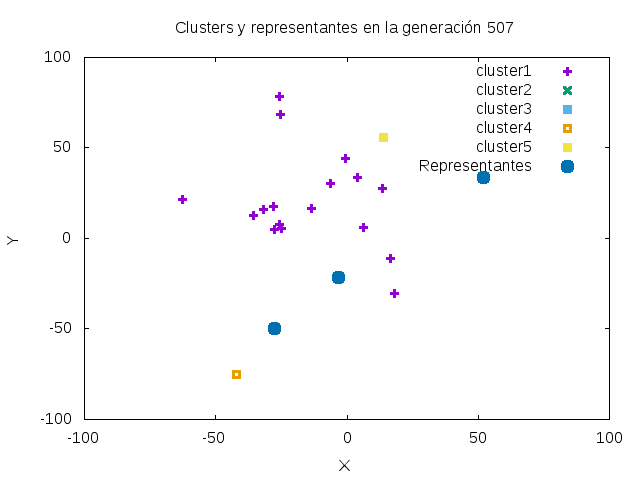 Clusters y representantes en la generación 507
100
50
0
-50
-100
-100
-50
0
50
100
Y
X
cluster1
cluster2
cluster3
cluster4
cluster5
Representantes